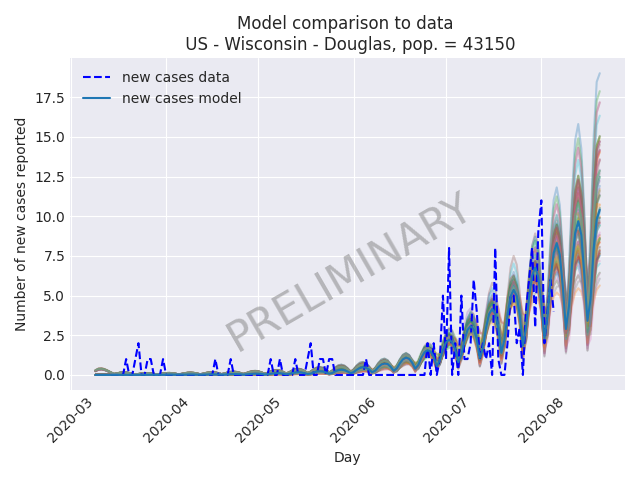 Model comparison to data
US - Wisconsin - Douglas, pop. = 43150
new cases data
new cases model
17.5
15.0
12.5
10.0
7.5
5.0
2.5
0.0
Number of new cases reported
PRELIMINARY
2020-03
2020-04
2020-05
2020-06
2020-07
2020-08
Day